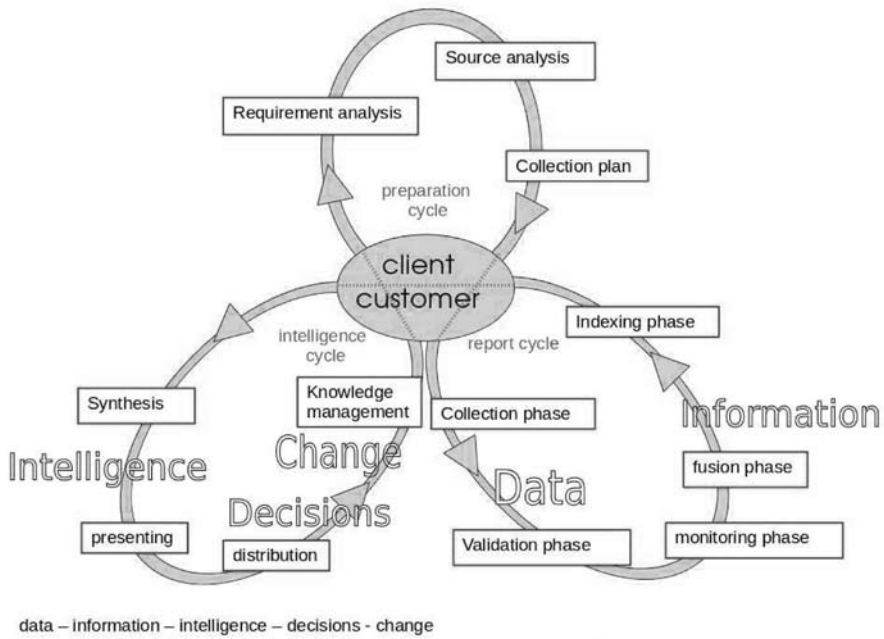 Source analysis
Requirement analysis
Collection plan
preparation
cycle
client
customer
Indexing phase
intelligence
cycle
report cycle
Knowledge
management
Synthesis
Collection phase
Information
Change
Intelligence
fusion phase
Data
Decisions
presenting
distribution
Validation phase
monitoring phase
data – information – intelligence – decisions - change